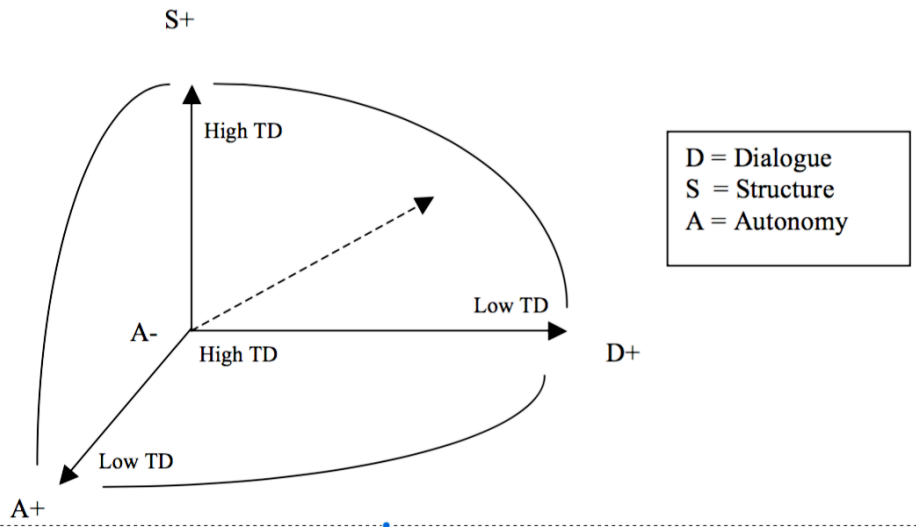 S+
High TD
D = Dialogue
S = Structure
A = Autonomy
Low TD
A-
High TD
D+
Low TD
A+